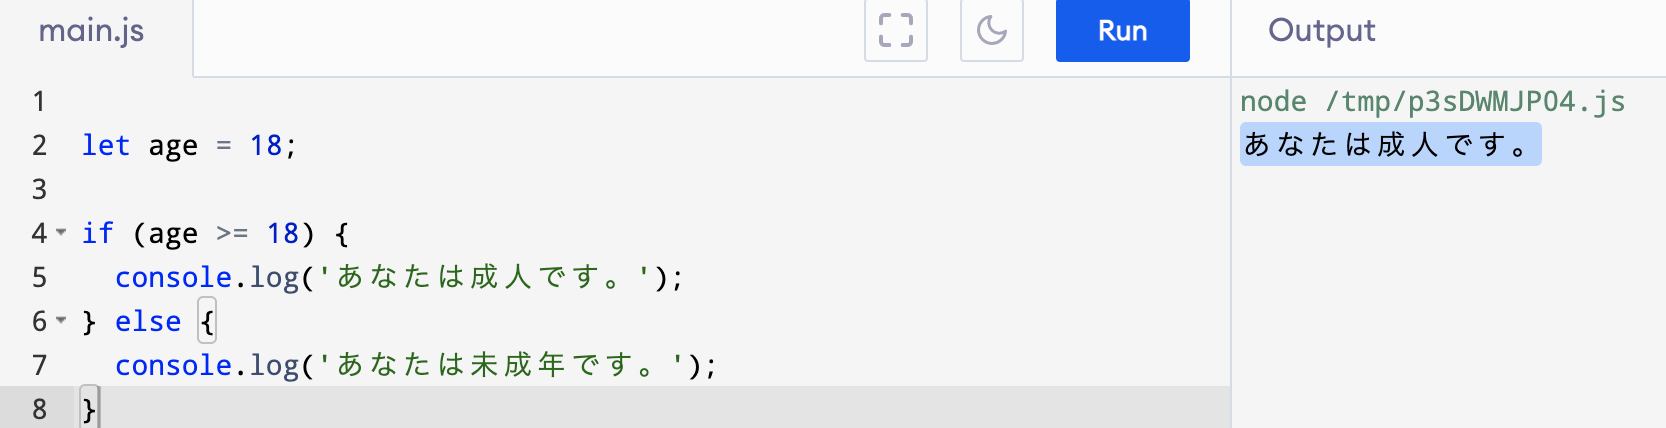 main.js
Run
Output
1
2 let age = 18;
3
4 if (age >= 18) {
5 console.log('あなたは成人です。');
6 } else {
7 console.log('あなたは未成年です。');
8 }
node /tmp/p3sDWMJPO4.js
あなたは成人です。